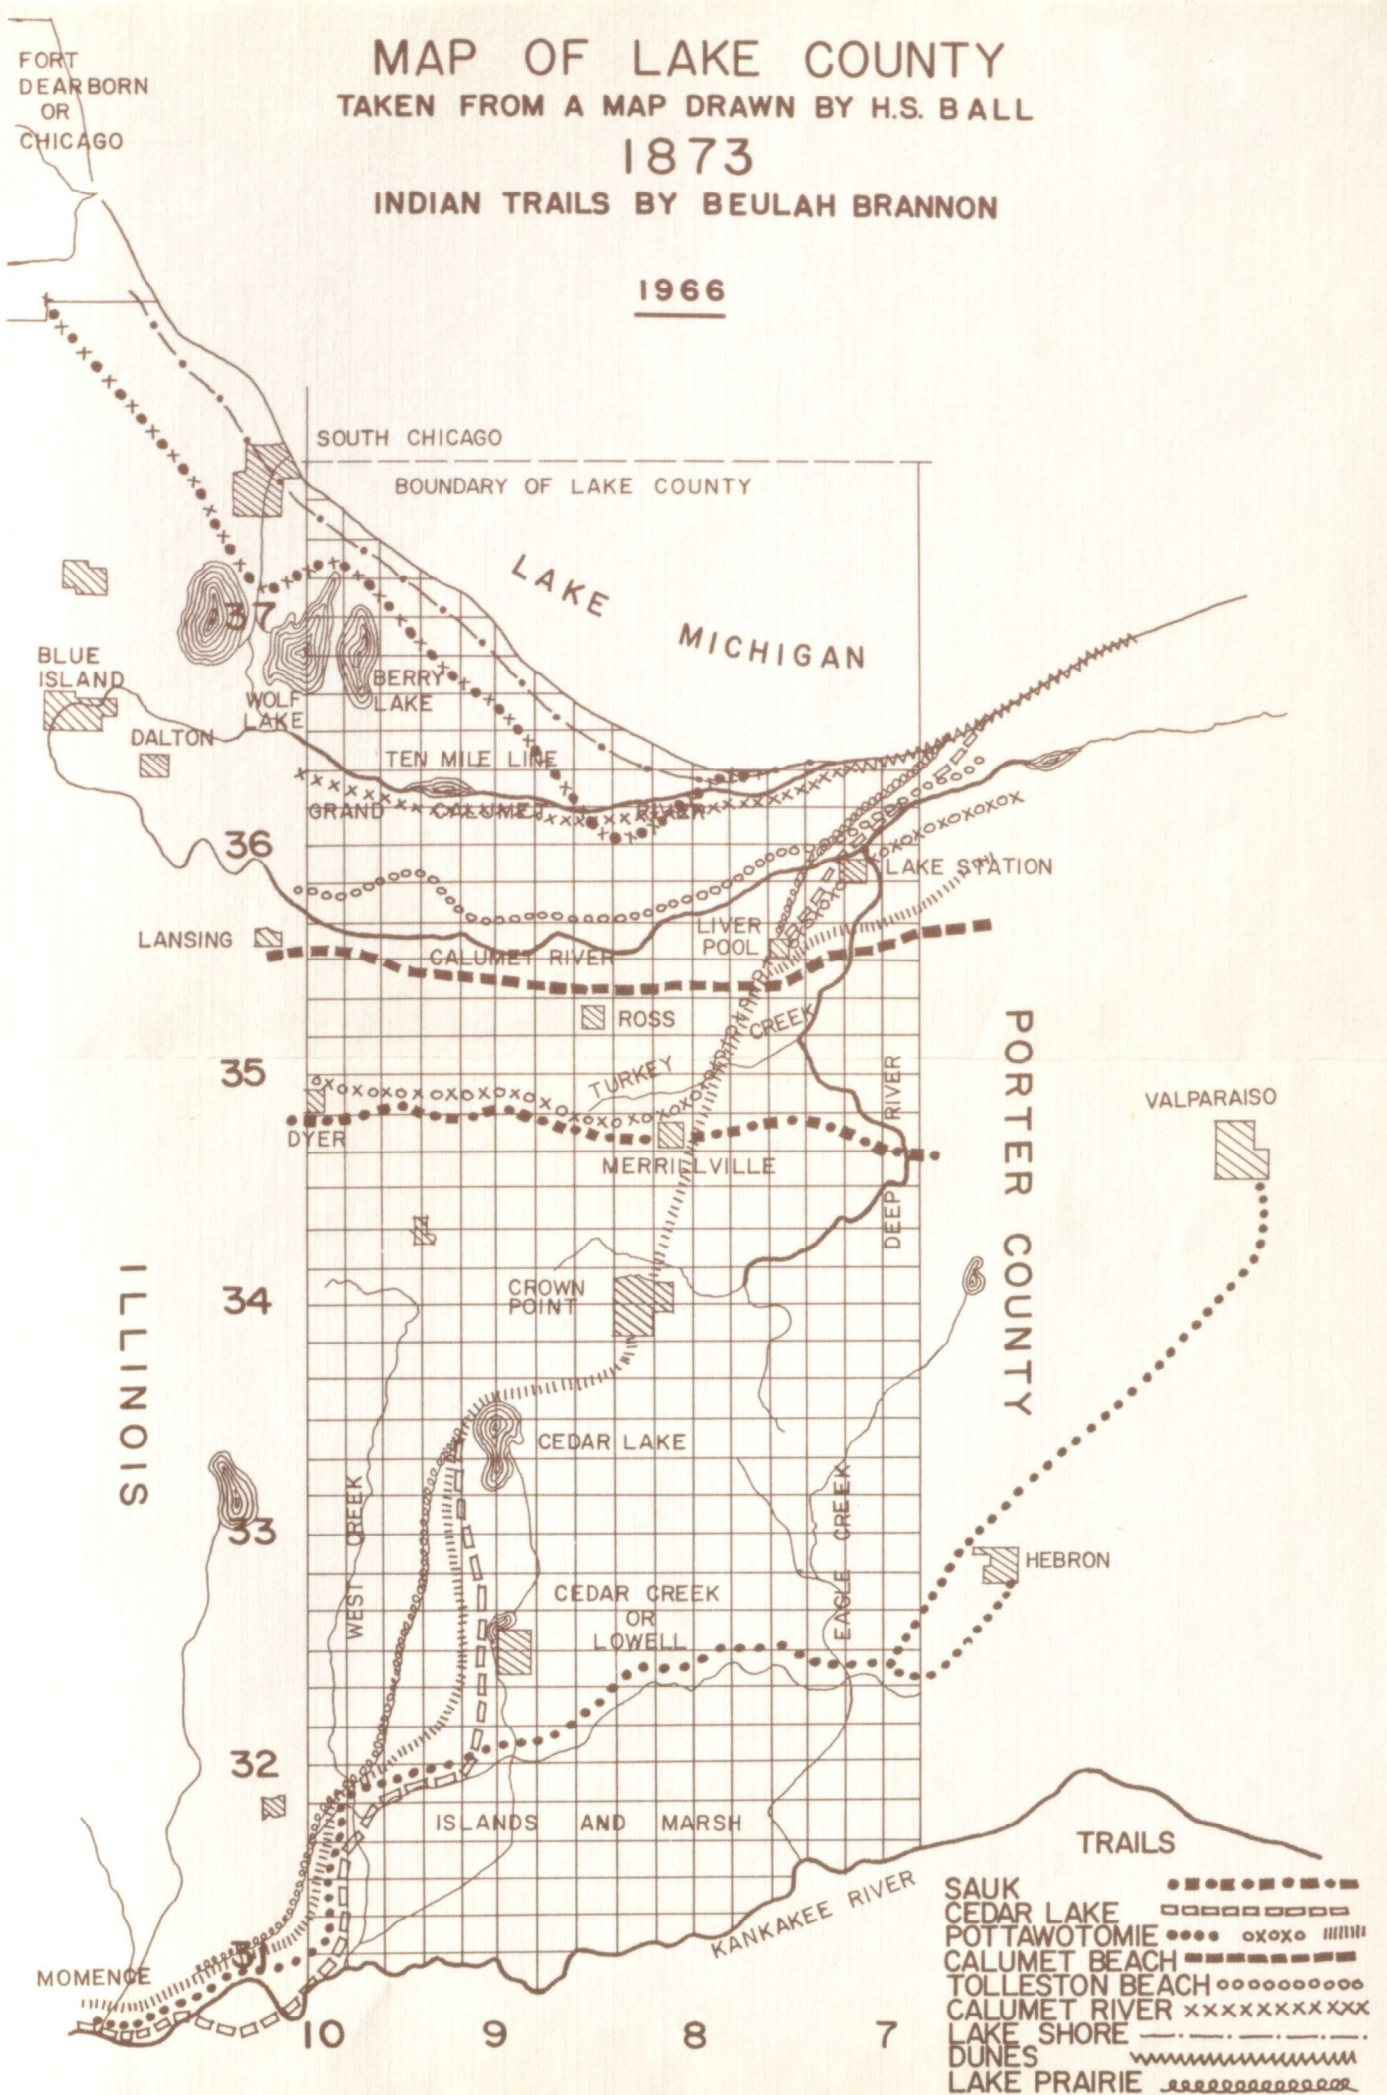 FORT
DEARBORN
OR
CHICAGO
MAP OF LAKE COUNTY
TAKEN FROM A MAP DRAWN BY H.S. BALL
1873
INDIAN TRAILS BY BEULAH BRANNON
1966
SOUTH CHICAGO
BOUNDARY OF LAKE COUNTY
LAKE MICHIGAN
37
BLUE
ISLAND
WOLF
LAKE
BERRY
LAKE
DALTON
TEN MILE LINE
GRAND CALUMET RIVER
36
LAKE STATION
LANSING
LIVER
POOL
CALUMET RIVER
ROSS
TURKEY CREEK
35
DEEP RIVER
PORTER COUNTY
VALPARAISO
DYER
MERRILLVILLE
ILLINOIS
34
CROWN
POINT
CEDAR LAKE
33
WEST CREEK
EAGLE CREEK
HEBRON
CEDAR CREEK
OR
LOWELL
32
ISLANDS AND MARSH
KANKAKEE RIVER
31
MOMENCE
10 9 8 7
TRAILS
SAUK
CEDAR LAKE
POTTAWOTOMIE
CALUMET BEACH
TOLLESTON BEACH
CALUMET RIVER
LAKE SHORE
DUNES
LAKE PRAIRIE